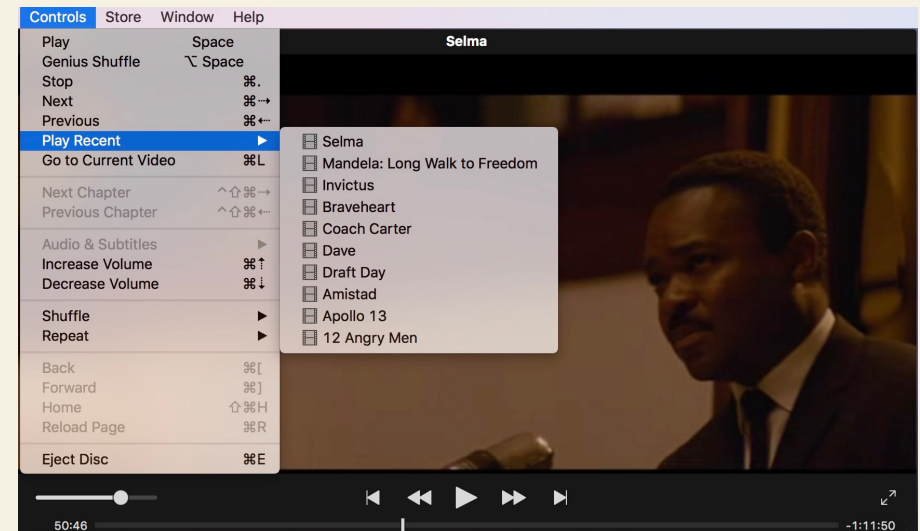 Controls Store Window Help
Selma
Play Space
Genius Shuffle ⌥ Space
Stop ⌘.
Next ⌘⇢
Previous ⌘⇠
Play Recent ▶
Go to Current Video ⌘L
Next Chapter ^⇧⌘⇢
Previous Chapter ^⇧⌘⇠
Audio & Subtitles ▶
Increase Volume ⌘⇡
Decrease Volume ⌘⇣
Shuffle ▶
Repeat ▶
Back ⌘[
Forward ⌘]
Home ⇧⌘H
Reload Page ⌘R
Eject Disc ⌘E
Selma
Mandela: Long Walk to Freedom
Invictus
Braveheart
Coach Carter
Dave
Draft Day
Amistad
Apollo 13
12 Angry Men
50:46 -1:11:50